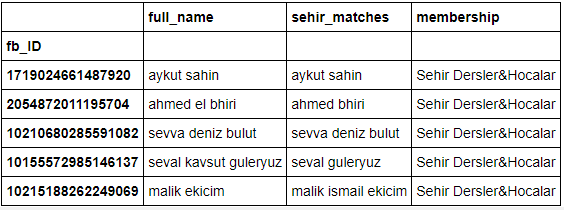 full_name sehir_matches membership
fb_ID
1719024661487920 aykut sahin aykut sahin Sehir Dersler&Hocalar
2054872011195704 ahmed el bhiri ahmed bhiri Sehir Dersler&Hocalar
10210680285591082 sevva deniz bulut sevva deniz bulut Sehir Dersler&Hocalar
10155572985146137 seval kavsut guleryuz seval guleryuz Sehir Dersler&Hocalar
10215188262249069 malik ekicim malik ismail ekicim Sehir Dersler&Hocalar